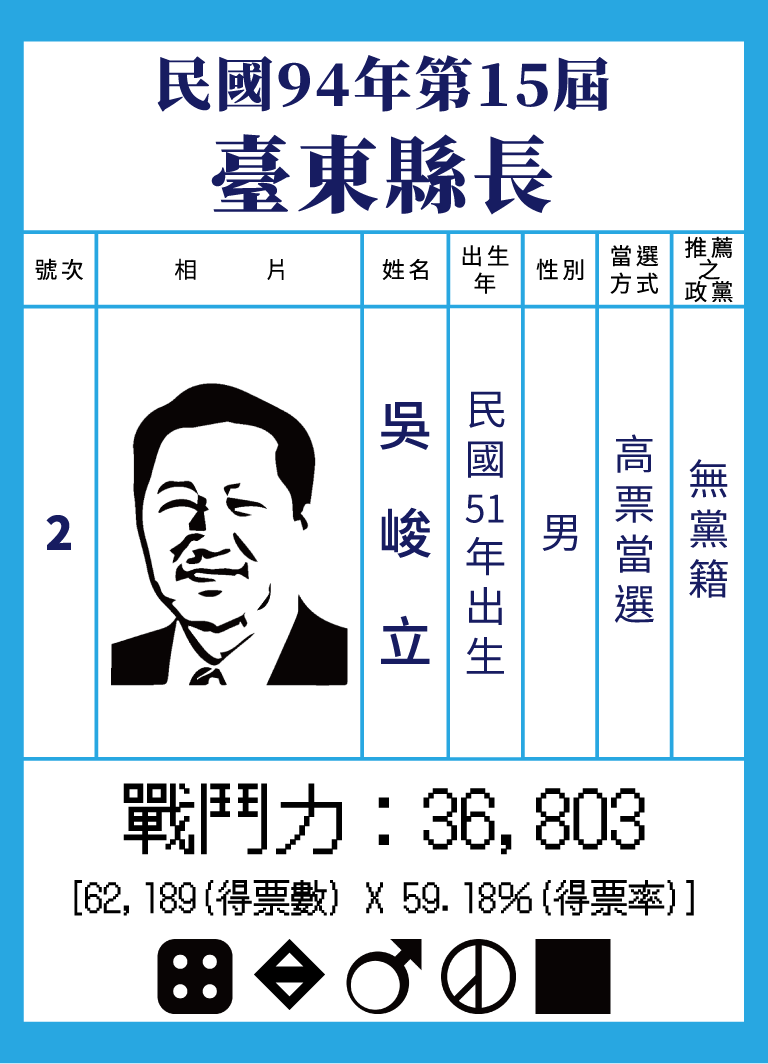 民國94年第15屆
臺東縣長
號次
相片
姓名
出生
年
性別
當選
方式
推薦
之
政黨
2
吳峻立
民國51年出生
男
高票當選
無黨籍
戰鬥力：36,803
[62,189(得票數) X 59.18%(得票率)]